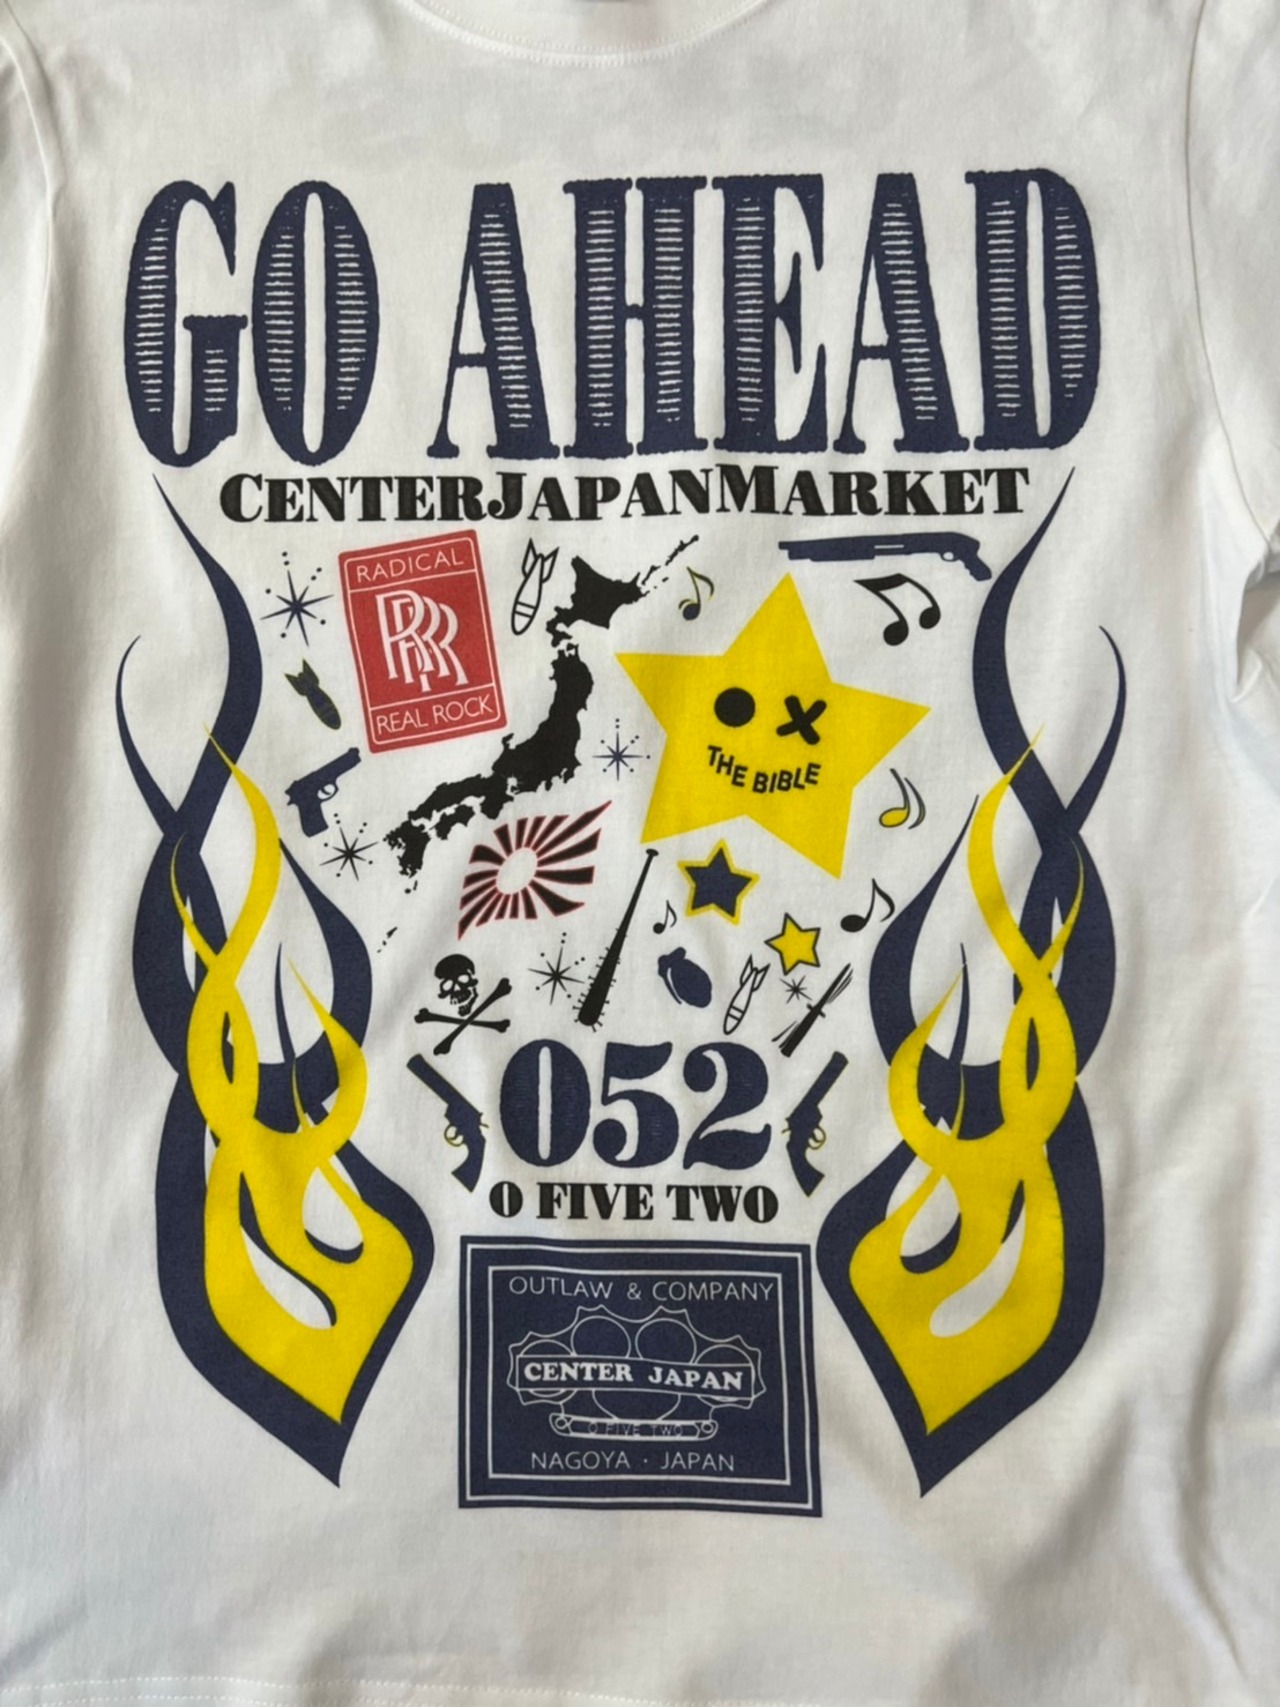 GO AHEAD
CENTERJAPANMARKET
RADICAL
RRR
REAL ROCK
THE BIBLE
052
O FIVE TWO
OUTLAW & COMPANY
CENTER JAPAN
O FIVE TWO
NAGOYA · JAPAN